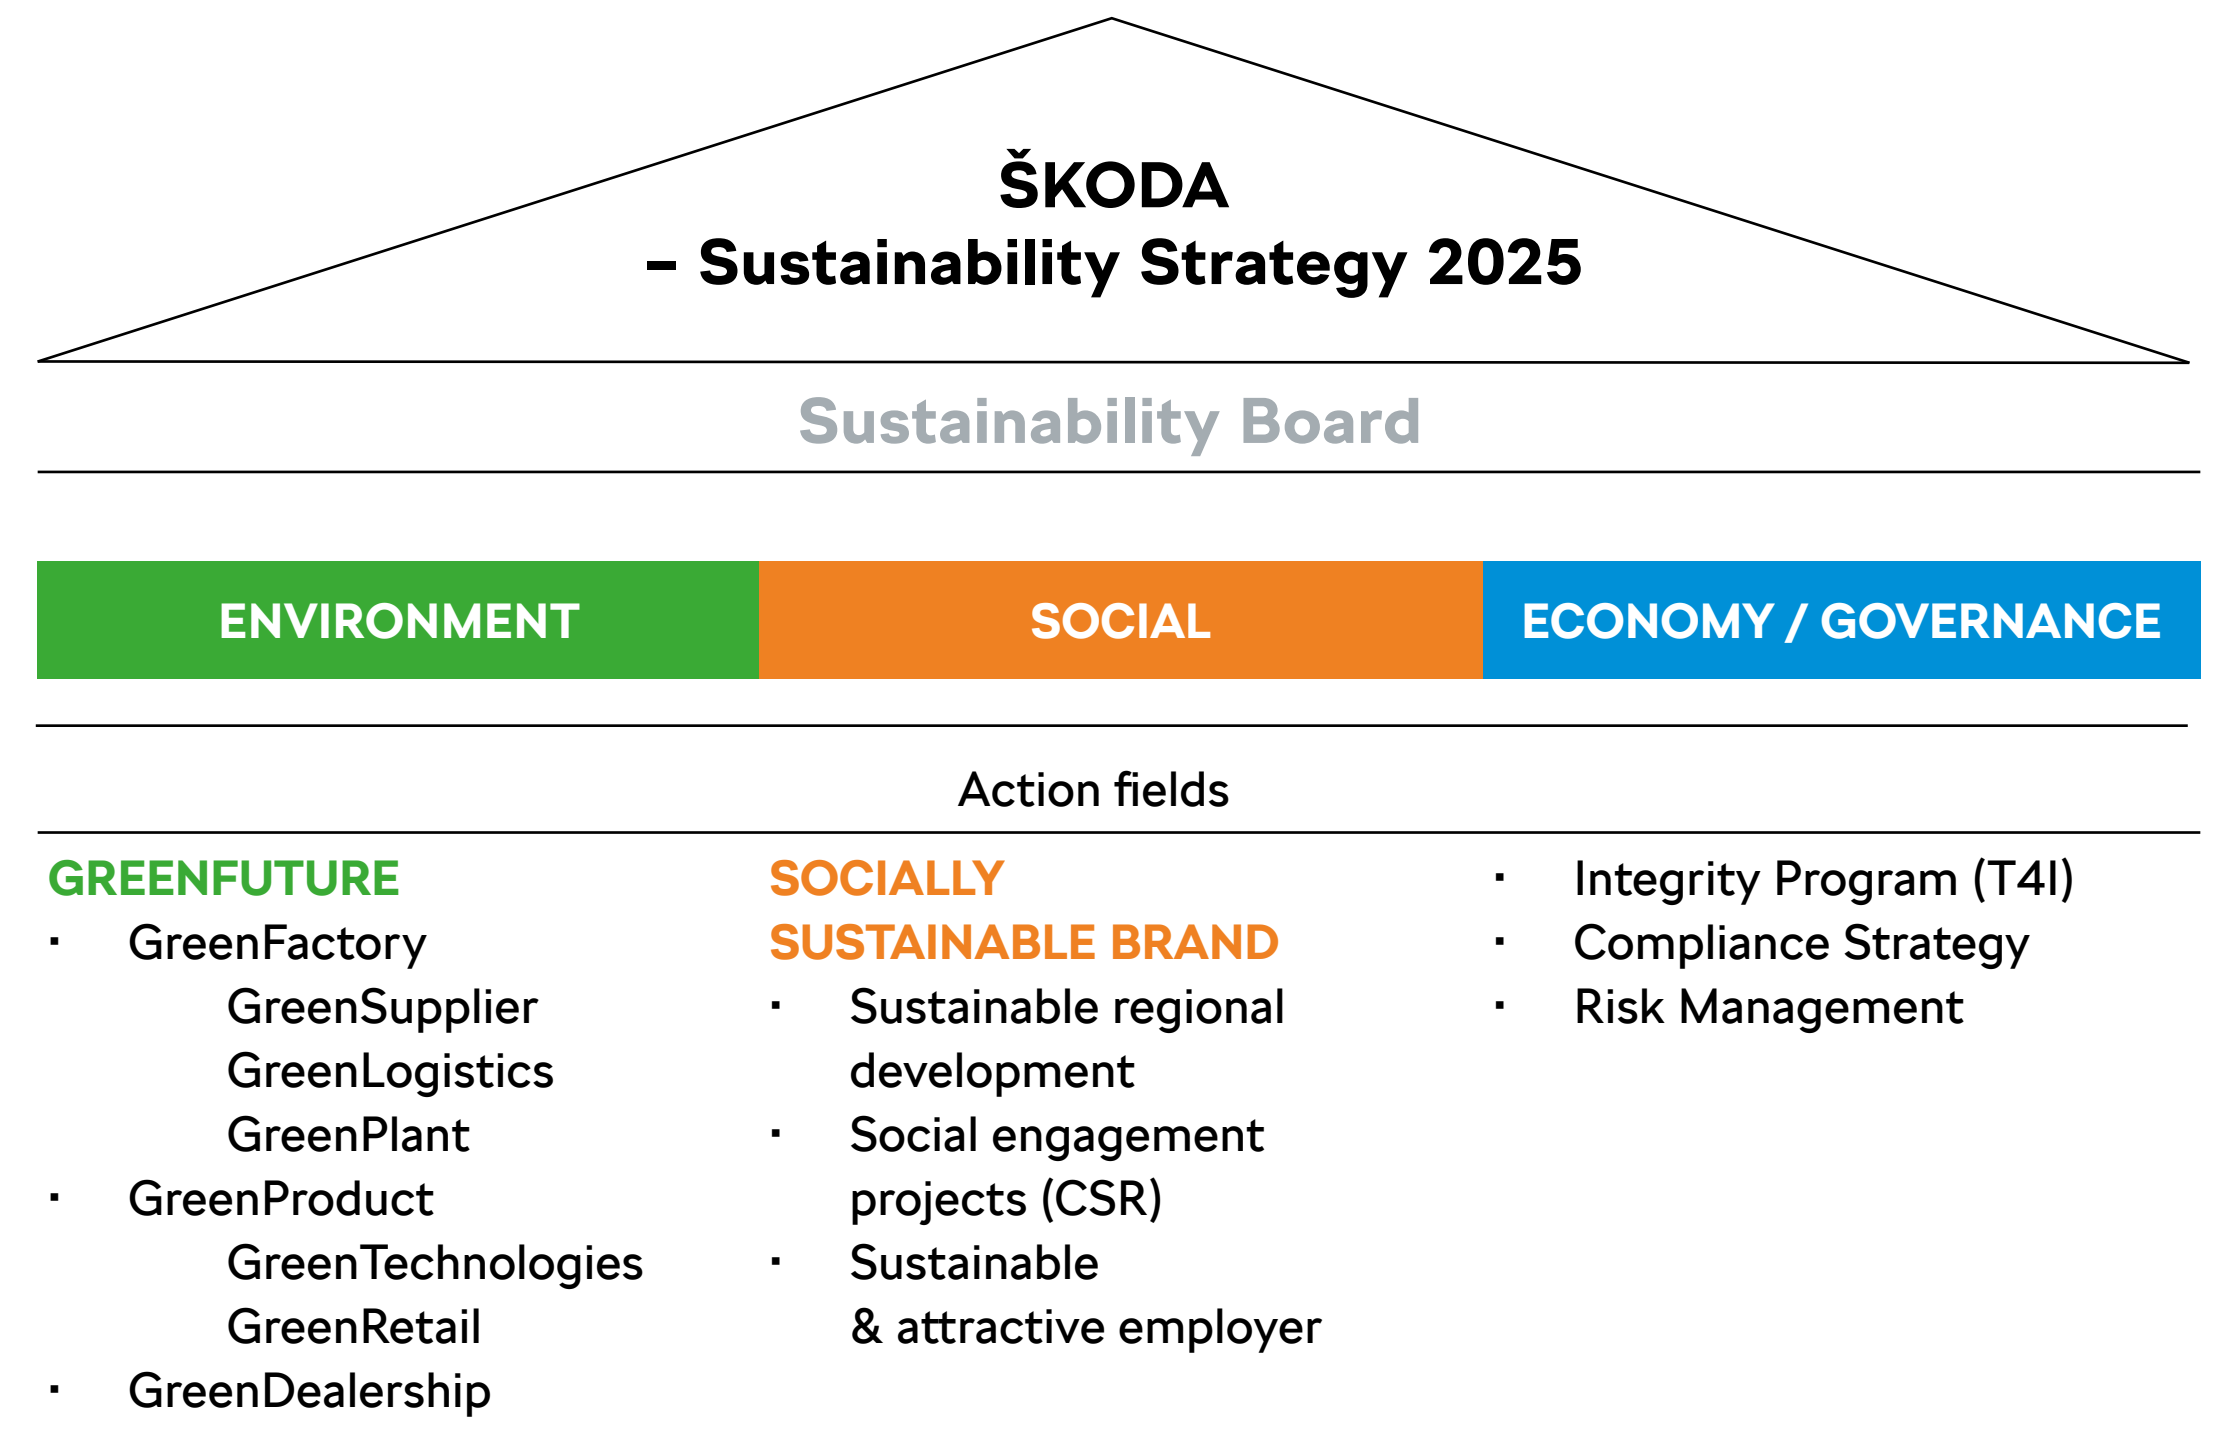 ŠKODA
– Sustainability Strategy 2025
Sustainability Board
ENVIRONMENT
SOCIAL
ECONOMY / GOVERNANCE
Action fields
GREENFUTURE
▪ GreenFactory
GreenSupplier
GreenLogistics
GreenPlant
▪ GreenProduct
GreenTechnologies
GreenRetail
▪ GreenDealership
SOCIALLY
SUSTAINABLE BRAND
▪ Sustainable regional
development
▪ Social engagement
projects (CSR)
▪ Sustainable
& attractive employer
▪ Integrity Program (T4I)
▪ Compliance Strategy
▪ Risk Management